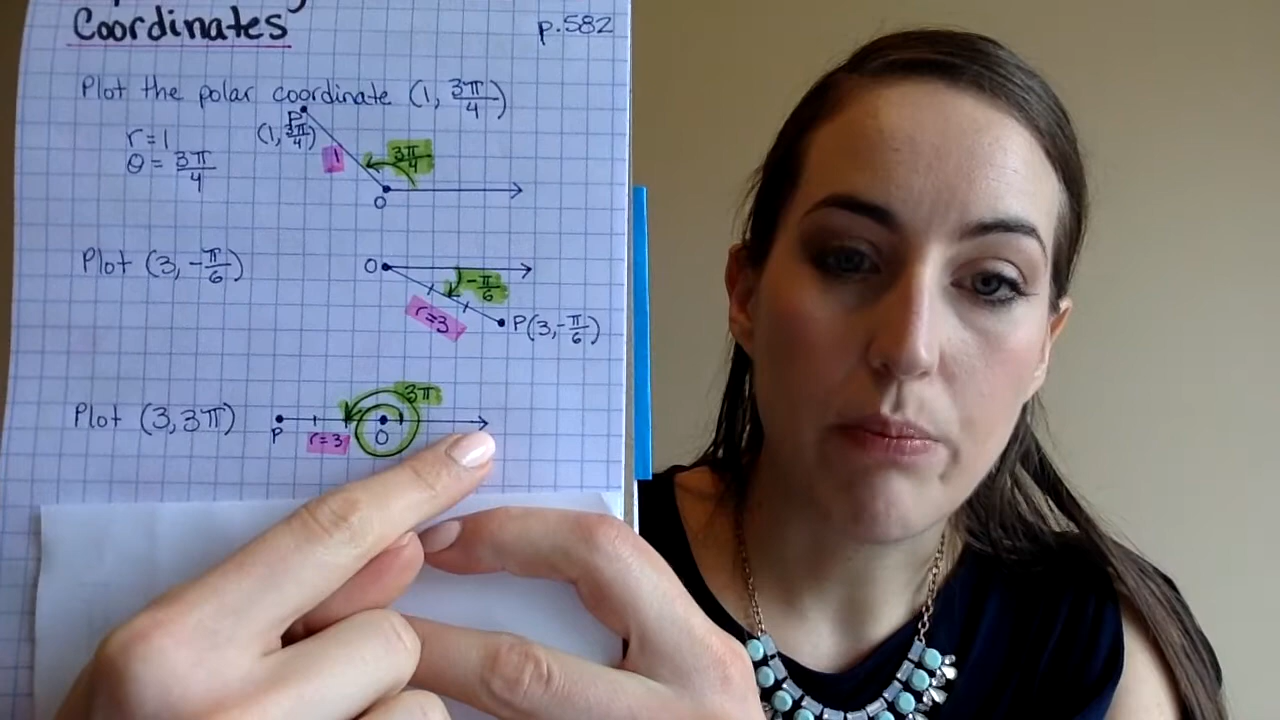 Coordinates
p.582
Plot the polar coordinate (1, 3π/4)
r=1
θ = 3π/4
P
(1, 3π/4)
1
3π/4
O
Plot (3, -π/6)
O
-π/6
r=3
P(3, -π/6)
Plot (3, 3π)
3π
P
r=3
O